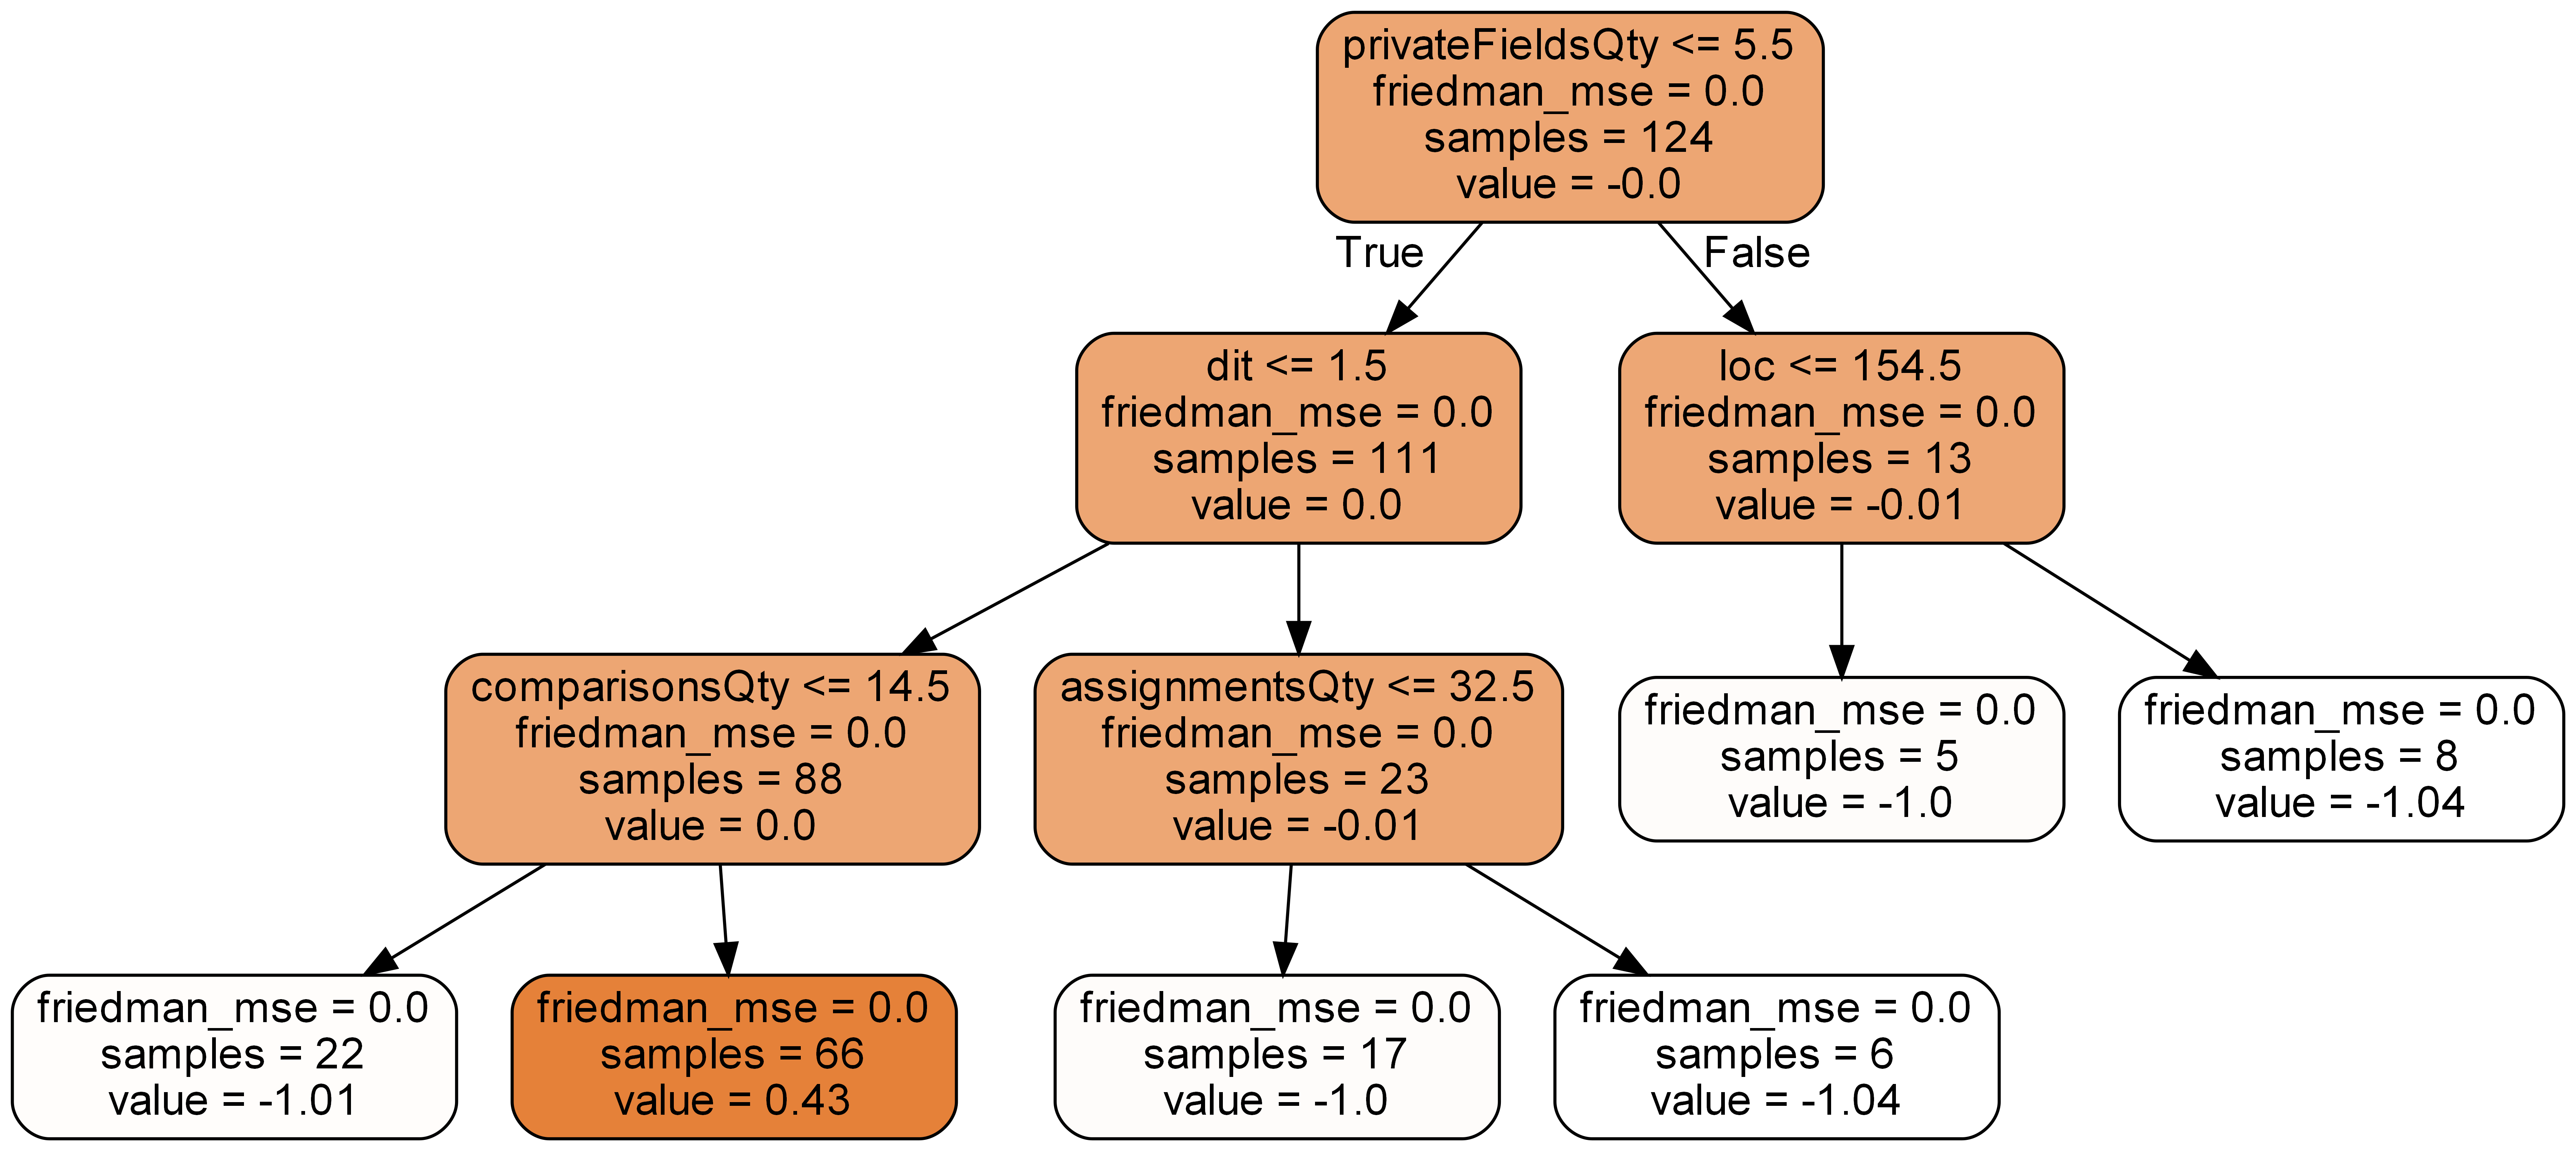 privateFieldsQty <= 5.5
friedman_mse = 0.0
samples = 124
value = -0.0
True
False
dit <= 1.5
friedman_mse = 0.0
samples = 111
value = 0.0
loc <= 154.5
friedman_mse = 0.0
samples = 13
value = -0.01
comparisonsQty <= 14.5
friedman_mse = 0.0
samples = 88
value = 0.0
assignmentsQty <= 32.5
friedman_mse = 0.0
samples = 23
value = -0.01
friedman_mse = 0.0
samples = 5
value = -1.0
friedman_mse = 0.0
samples = 8
value = -1.04
friedman_mse = 0.0
samples = 22
value = -1.01
friedman_mse = 0.0
samples = 66
value = 0.43
friedman_mse = 0.0
samples = 17
value = -1.0
friedman_mse = 0.0
samples = 6
value = -1.04